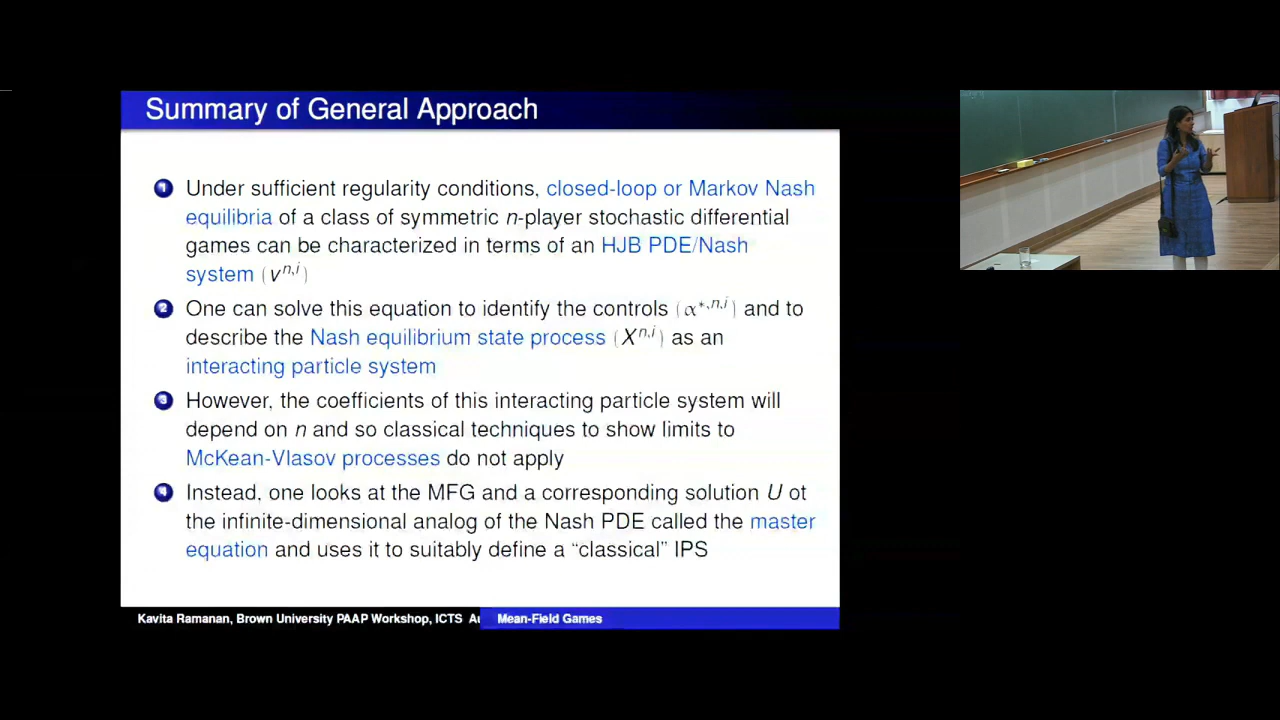 Summary of General Approach
1 Under sufficient regularity conditions, closed-loop or Markov Nash
equilibria of a class of symmetric n-player stochastic differential
games can be characterized in terms of an HJB PDE/Nash
system (v^{n,i})
2 One can solve this equation to identify the controls (α^{*,n,i}) and to
describe the Nash equilibrium state process (X^{n,i}) as an
interacting particle system
3 However, the coefficients of this interacting particle system will
depend on n and so classical techniques to show limits to
McKean-Vlasov processes do not apply
4 Instead, one looks at the MFG and a corresponding solution U of
the infinite-dimensional analog of the Nash PDE called the master
equation and uses it to suitably define a “classical” IPS
Kavita Ramanan, Brown University PAAP Workshop, ICTS Au
Mean-Field Games